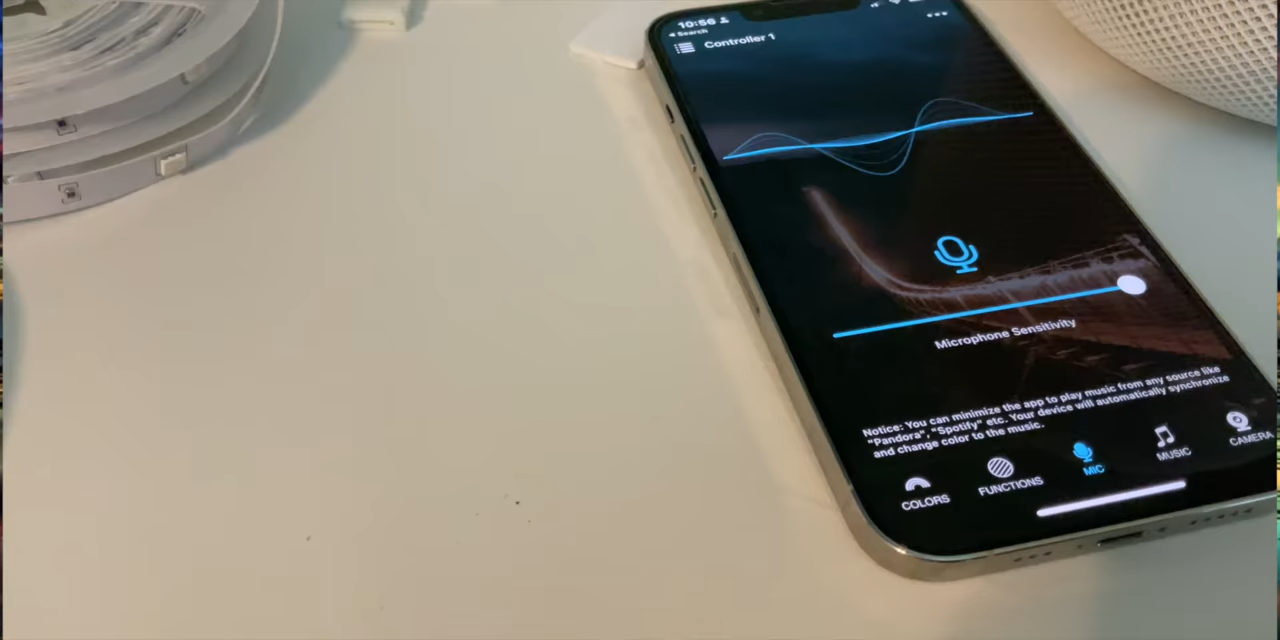 10:56
Search
Controller 1
Microphone Sensitivity
Notice: You can minimize the app to play music from any source like
"Pandora", "Spotify" etc. Your device will automatically synchronize
and change color to the music.
COLORS
FUNCTIONS
MIC
MUSIC
CAMERA